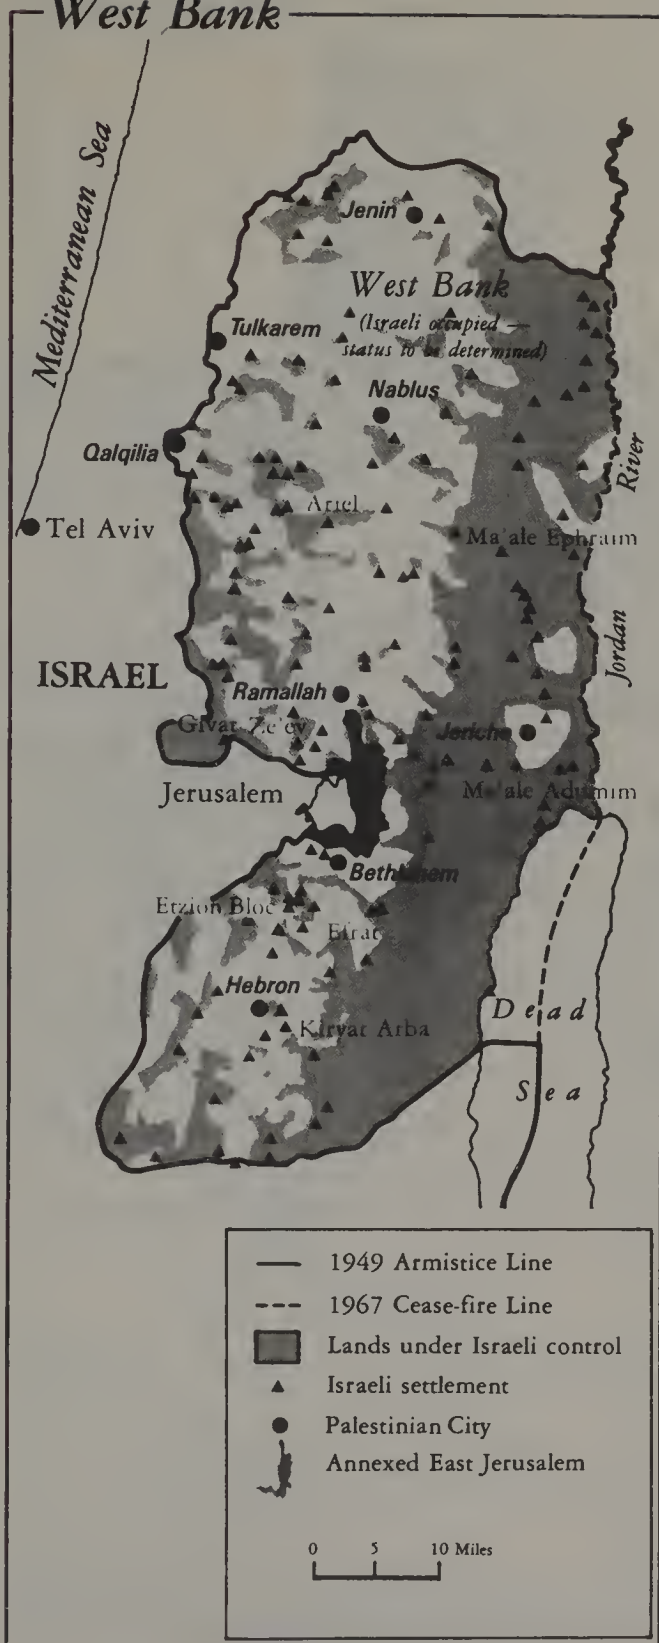 West Bank
Mediterranean Sea
Jenin
West Bank
(Israeli occupied —
status to be determined)
Tulkarem
Nablus
Qalqilia
River
Ariel
Tel Aviv
Ma'ale Ephraim
Jordan
ISRAEL
Ramallah
Givat Ze'ev
Jericho
Jerusalem
Ma'ale Adumim
Bethlehem
Etzion Bloc
Efrat
Hebron
Dead
Kiryat Arba
Sea
1949 Armistice Line
1967 Cease-fire Line
Lands under Israeli control
Israeli settlement
Palestinian City
Annexed East Jerusalem
0 5 10 Miles